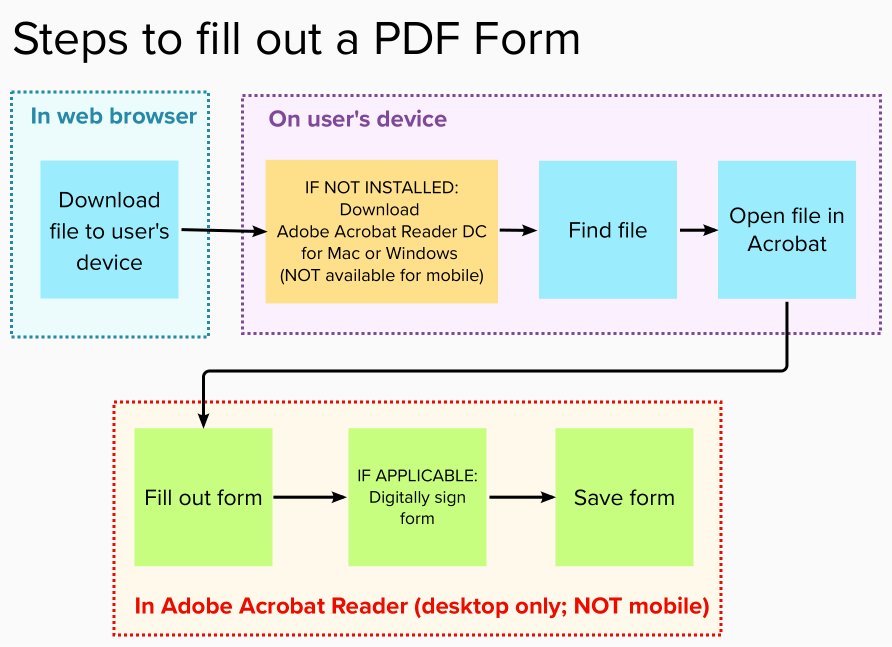 Steps to fill out a PDF Form
In web browser
Download
file to user's
device
On user's device
IF NOT INSTALLED:
Download
Adobe Acrobat Reader DC
for Mac or Windows
(NOT available for mobile)
Find file
Open file in
Acrobat
Fill out form
IF APPLICABLE:
Digitally sign
form
Save form
In Adobe Acrobat Reader (desktop only; NOT mobile)